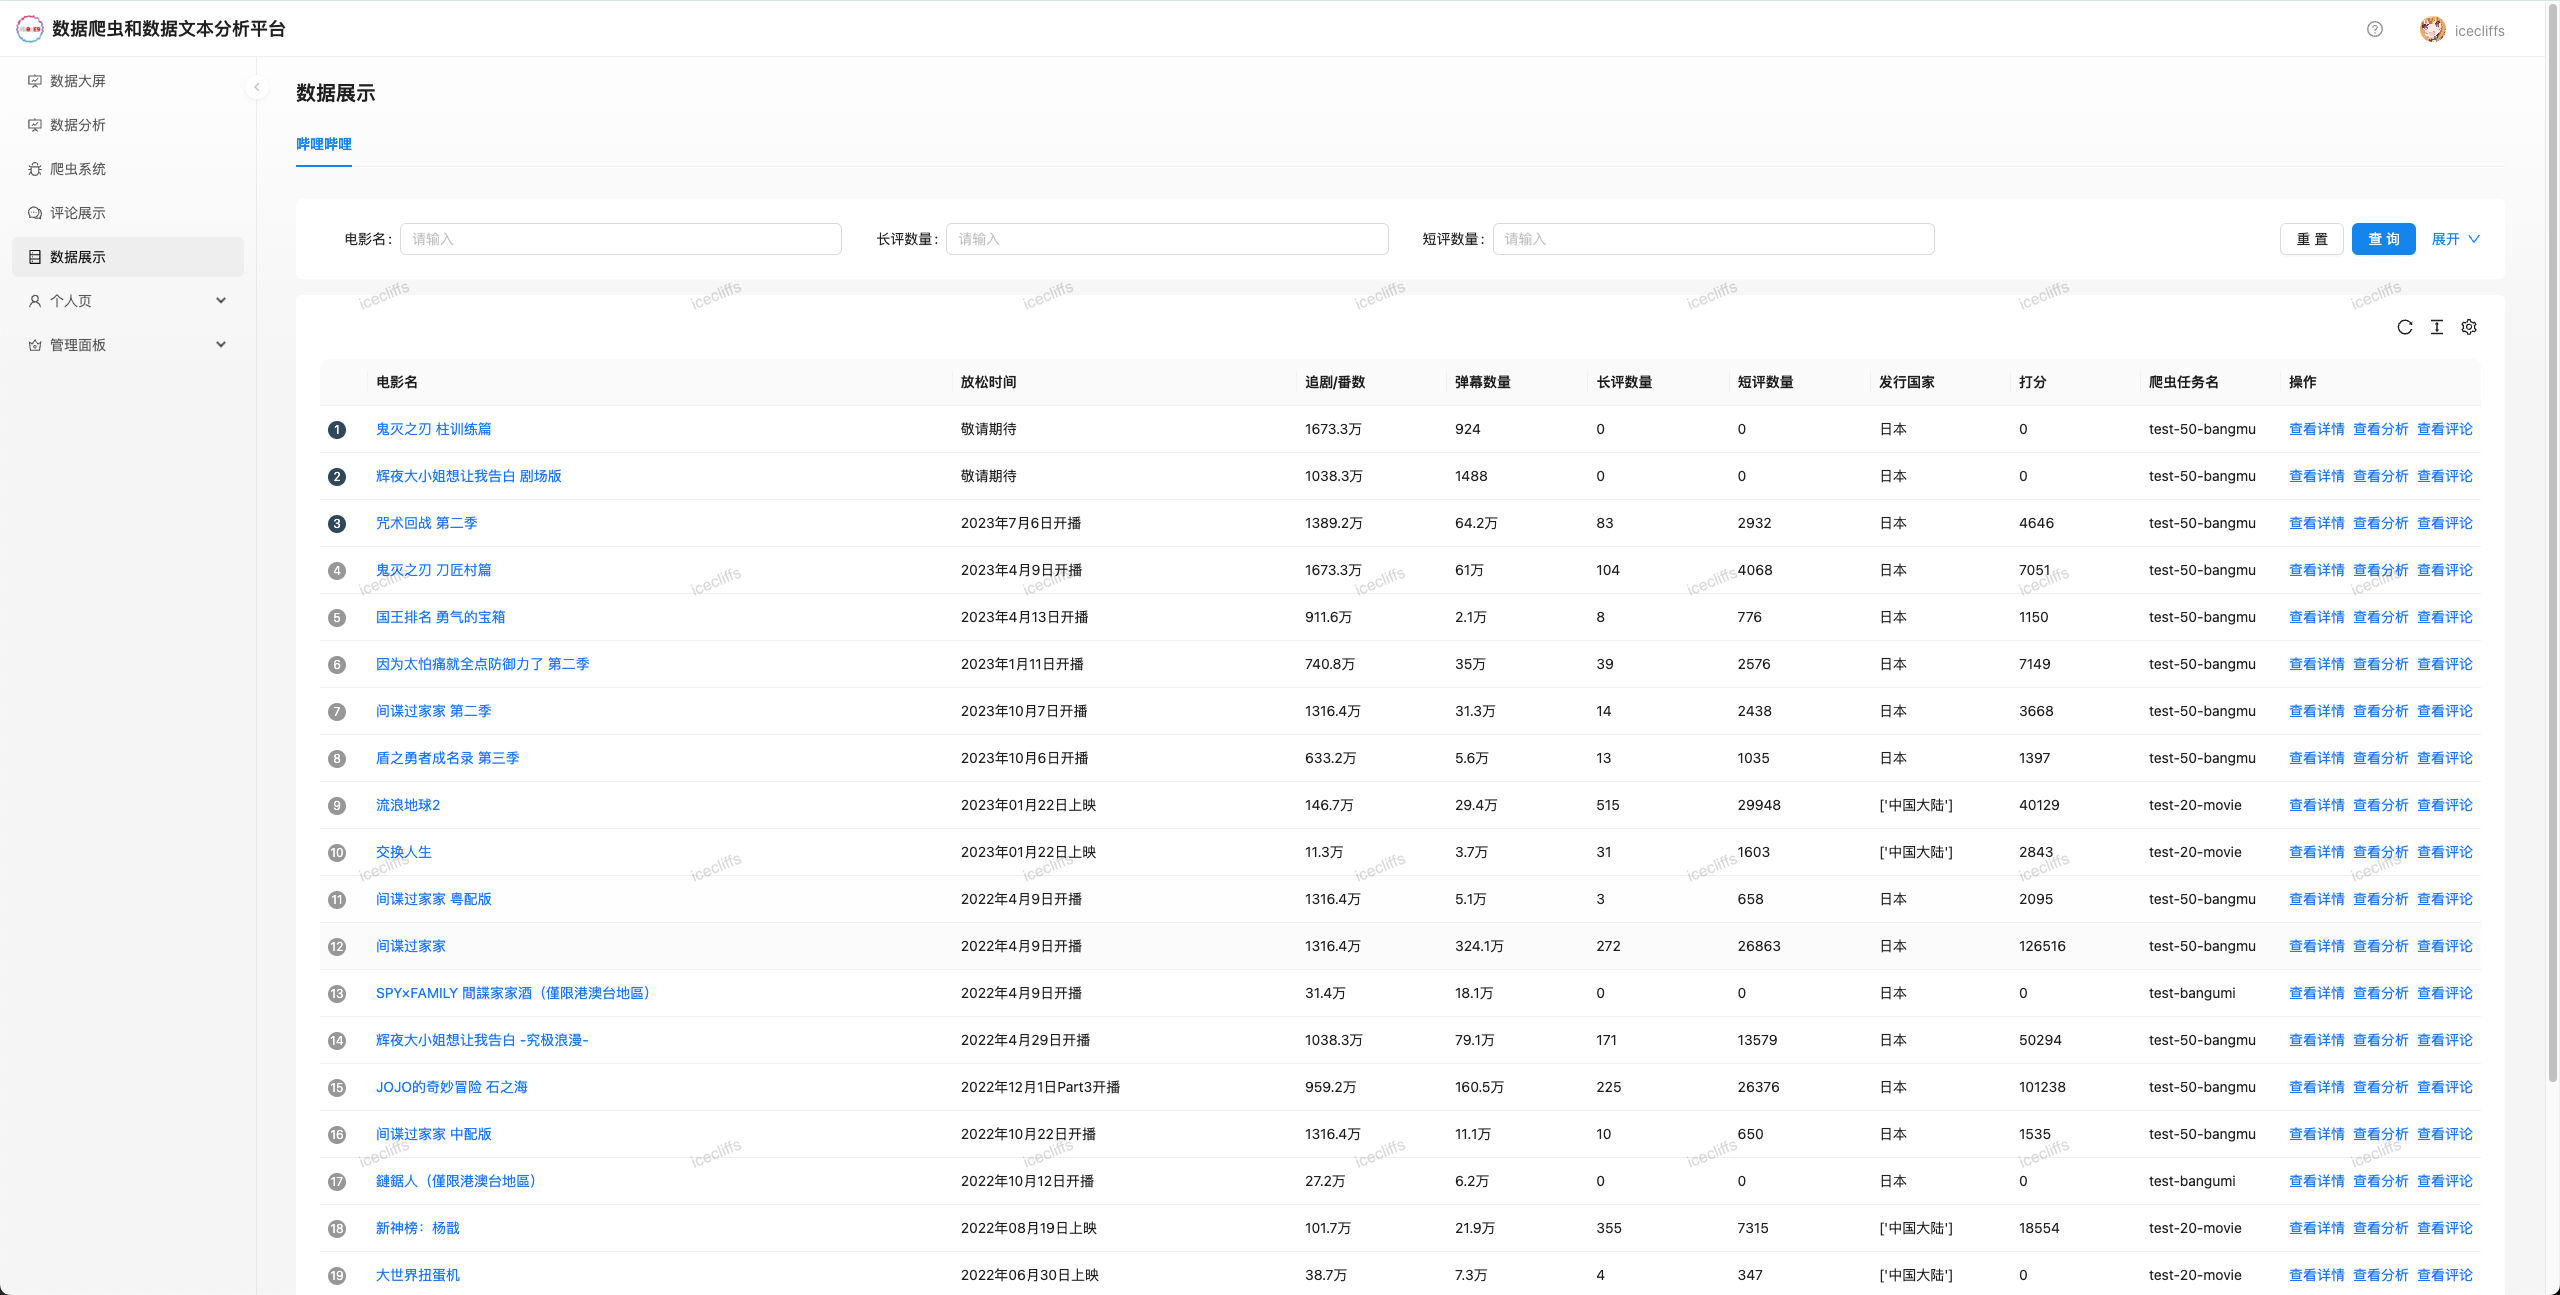 数据爬虫和数据文本分析平台
icecliffs
数据大屏
数据分析
爬虫系统
评论展示
数据展示
个人页
管理面板
数据展示
哔哩哔哩
电影名: 请输入 长评数量: 请输入 短评数量: 请输入 重 置 查 询 展开
icecliffs icecliffs icecliffs icecliffs icecliffs icecliffs icecliffs
电影名 放松时间 追剧/番数 弹幕数量 长评数量 短评数量 发行国家 打分 爬虫任务名 操作
1 鬼灭之刃 柱训练篇 敬请期待 1673.3万 924 0 0 日本 0 test-50-bangmu 查看详情 查看分析 查看评论
2 辉夜大小姐想让我告白 剧场版 敬请期待 1038.3万 1488 0 0 日本 0 test-50-bangmu 查看详情 查看分析 查看评论
3 咒术回战 第二季 2023年7月6日开播 1389.2万 64.2万 83 2932 日本 4646 test-50-bangmu 查看详情 查看分析 查看评论
4 鬼灭之刃 刀匠村篇 2023年4月9日开播 1673.3万 61万 104 4068 日本 7051 test-50-bangmu 查看详情 查看分析 查看评论
icecliffs icecliffs icecliffs icecliffs icecliffs icecliffs icecliffs
5 国王排名 勇气的宝箱 2023年4月13日开播 911.6万 2.1万 8 776 日本 1150 test-50-bangmu 查看详情 查看分析 查看评论
6 因为太怕痛就全点防御力了 第二季 2023年1月11日开播 740.8万 35万 39 2576 日本 7149 test-50-bangmu 查看详情 查看分析 查看评论
7 间谍过家家 第二季 2023年10月7日开播 1316.4万 31.3万 14 2438 日本 3668 test-50-bangmu 查看详情 查看分析 查看评论
8 盾之勇者成名录 第三季 2023年10月6日开播 633.2万 5.6万 13 1035 日本 1397 test-50-bangmu 查看详情 查看分析 查看评论
9 流浪地球2 2023年01月22日上映 146.7万 29.4万 515 29948 ['中国大陆'] 40129 test-20-movie 查看详情 查看分析 查看评论
10 交换人生 2023年01月22日上映 11.3万 3.7万 31 1603 ['中国大陆'] 2843 test-20-movie 查看详情 查看分析 查看评论
icecliffs icecliffs icecliffs icecliffs icecliffs icecliffs icecliffs
11 间谍过家家 粤配版 2022年4月9日开播 1316.4万 5.1万 3 658 日本 2095 test-50-bangmu 查看详情 查看分析 查看评论
12 间谍过家家 2022年4月9日开播 1316.4万 324.1万 272 26863 日本 126516 test-50-bangmu 查看详情 查看分析 查看评论
13 SPY×FAMILY 間諜家家酒（僅限港澳台地區） 2022年4月9日开播 31.4万 18.1万 0 0 日本 0 test-bangumi 查看详情 查看分析 查看评论
14 辉夜大小姐想让我告白 -究极浪漫- 2022年4月29日开播 1038.3万 79.1万 171 13579 日本 50294 test-50-bangmu 查看详情 查看分析 查看评论
15 JOJO的奇妙冒险 石之海 2022年12月1日Part3开播 959.2万 160.5万 225 26376 日本 101238 test-50-bangmu 查看详情 查看分析 查看评论
16 间谍过家家 中配版 2022年10月22日开播 1316.4万 11.1万 10 650 日本 1535 test-50-bangmu 查看详情 查看分析 查看评论
icecliffs icecliffs icecliffs icecliffs icecliffs icecliffs icecliffs
17 鏈鋸人（僅限港澳台地區） 2022年10月12日开播 27.2万 6.2万 0 0 日本 0 test-bangumi 查看详情 查看分析 查看评论
18 新神榜：杨戬 2022年08月19日上映 101.7万 21.9万 355 7315 ['中国大陆'] 18554 test-20-movie 查看详情 查看分析 查看评论
19 大世界扭蛋机 2022年06月30日上映 38.7万 7.3万 4 347 ['中国大陆'] 0 test-20-movie 查看详情 查看分析 查看评论